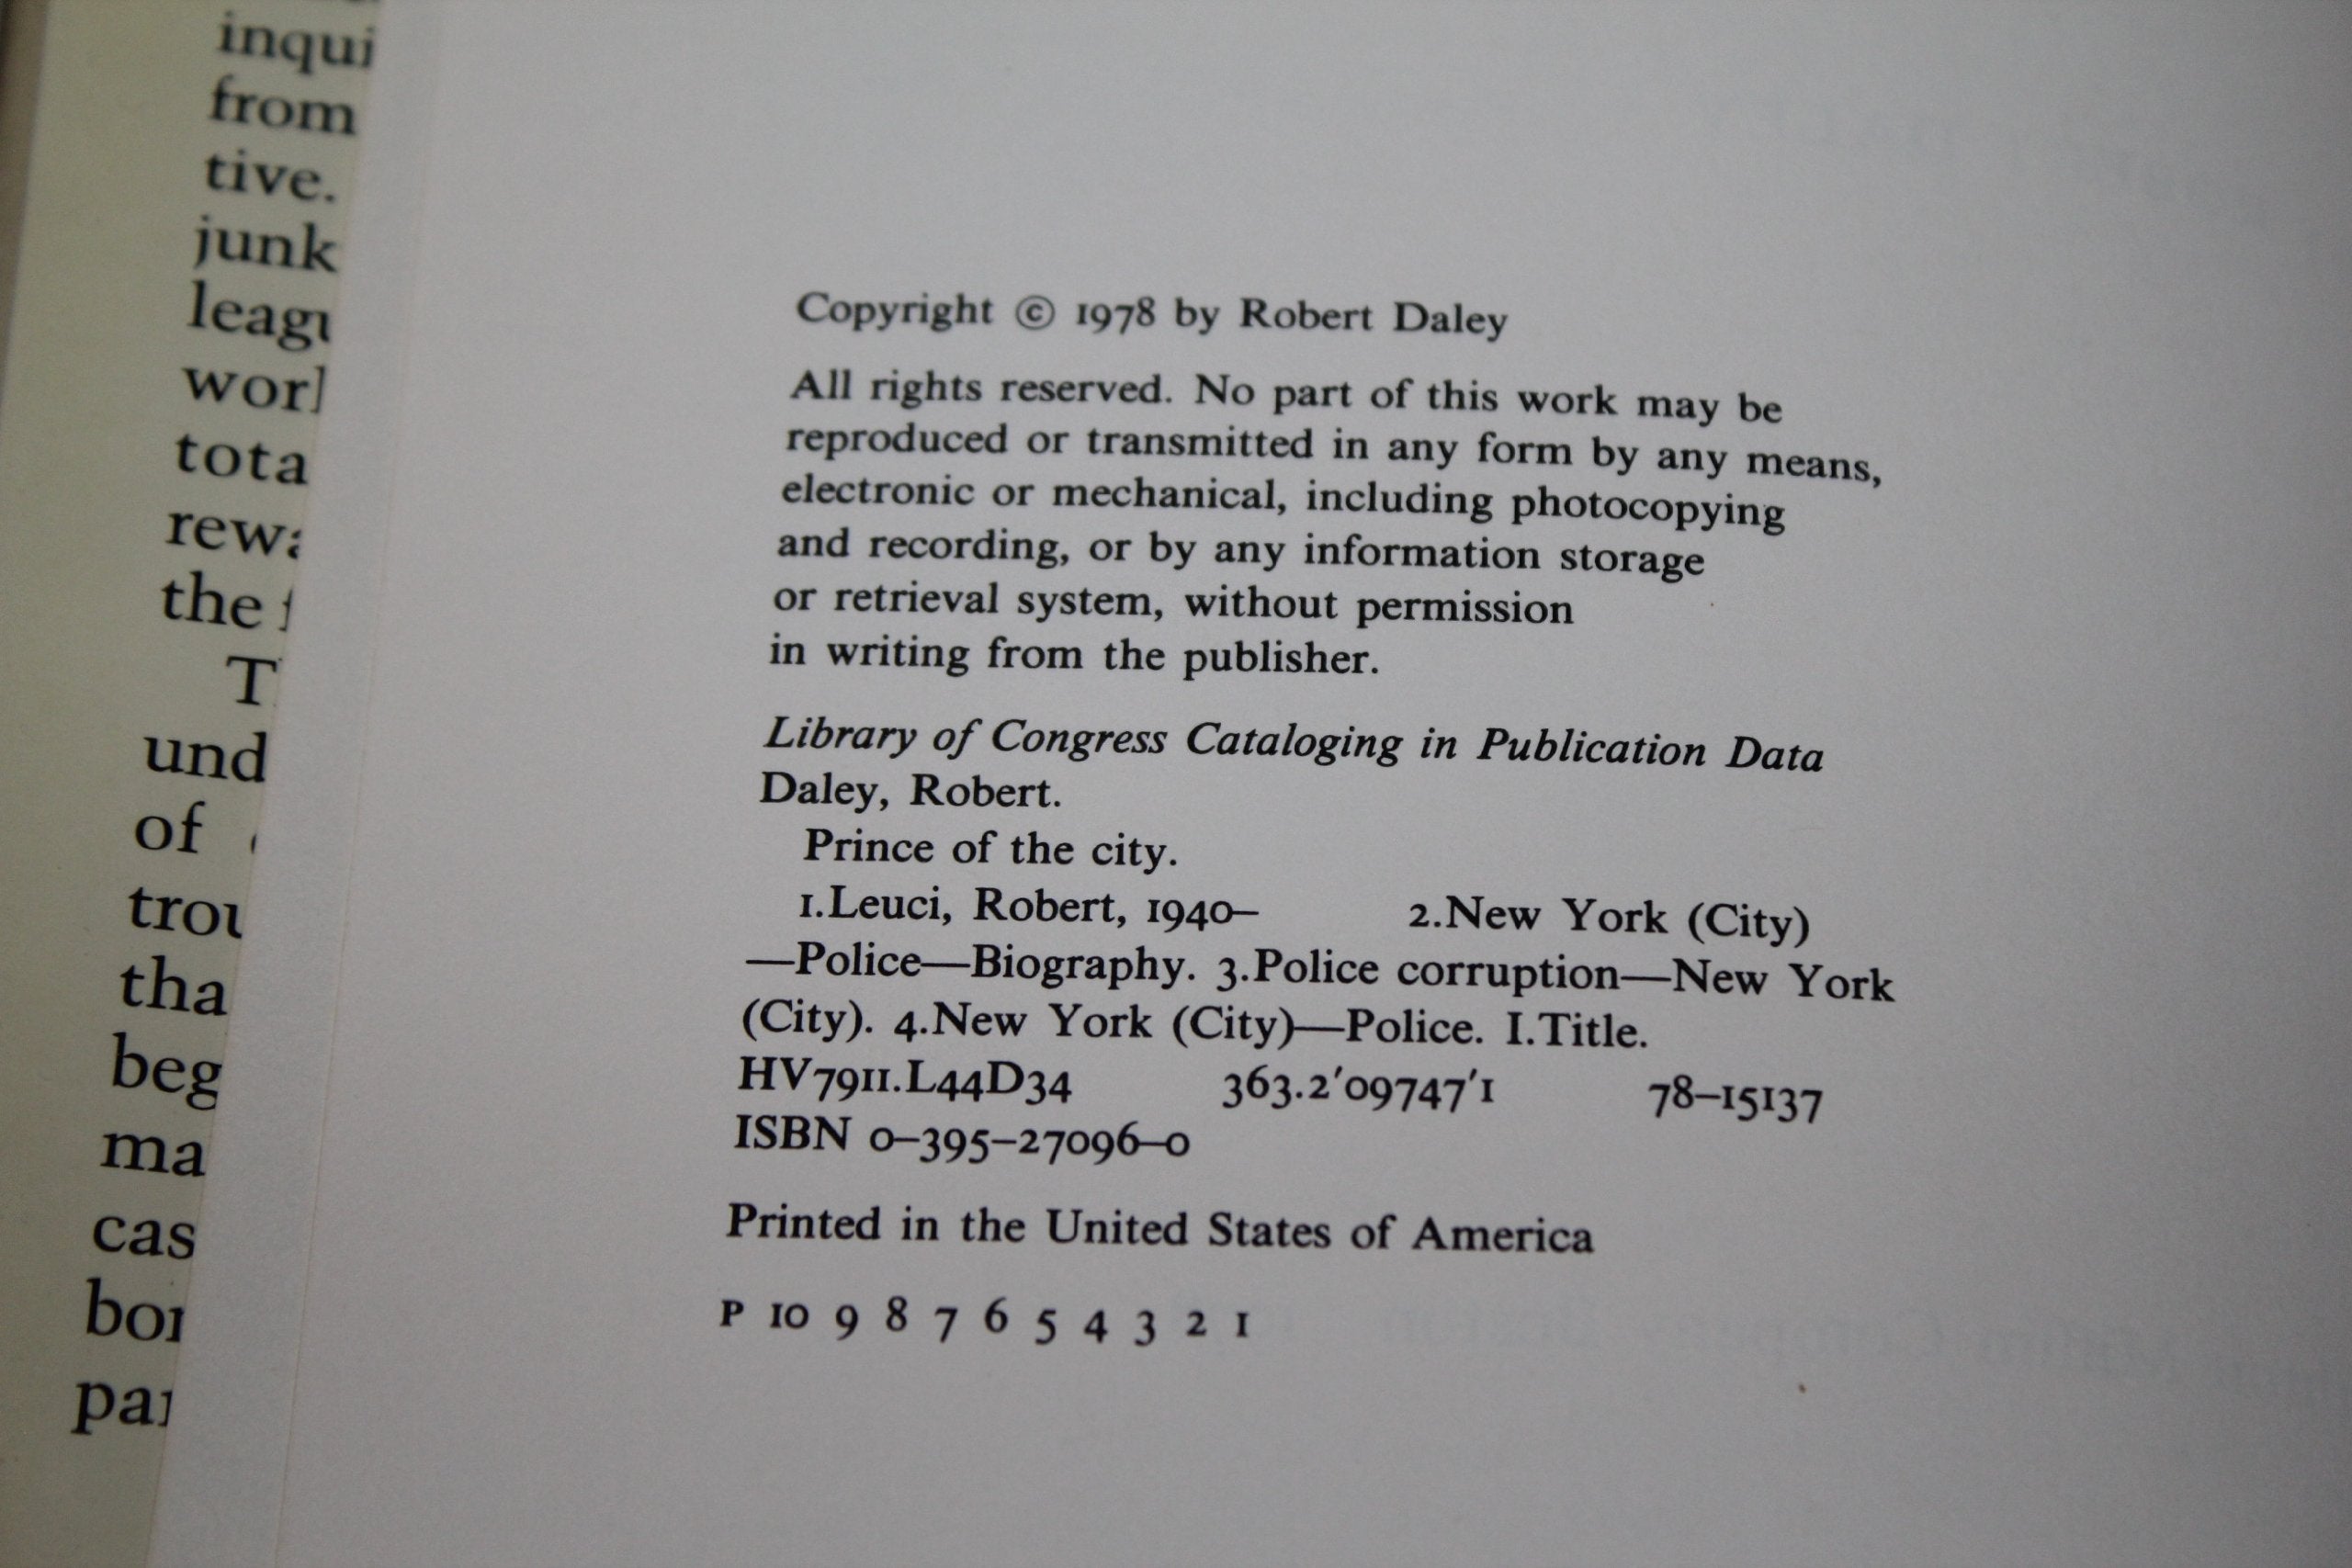 inqui
from
tive.
junk
leag
worl
tota
rewa
the
T
und
of
trou
tha
beg
ma
cas
bor
par
Copyright © 1978 by Robert Daley
All rights reserved. No part of this work may be
reproduced or transmitted in any form by any means,
electronic or mechanical, including photocopying
and recording, or by any information storage
or retrieval system, without permission
in writing from the publisher.
Library of Congress Cataloging in Publication Data
Daley, Robert.
Prince of the city.
1.Leuci, Robert, 1940– 2.New York (City)
—Police—Biography. 3.Police corruption—New York
(City). 4.New York (City)—Police. I.Title.
HV7911.L44D34 363.2′09747′1 78–15137
ISBN 0–395–27096–0
Printed in the United States of America
P 10 9 8 7 6 5 4 3 2 1